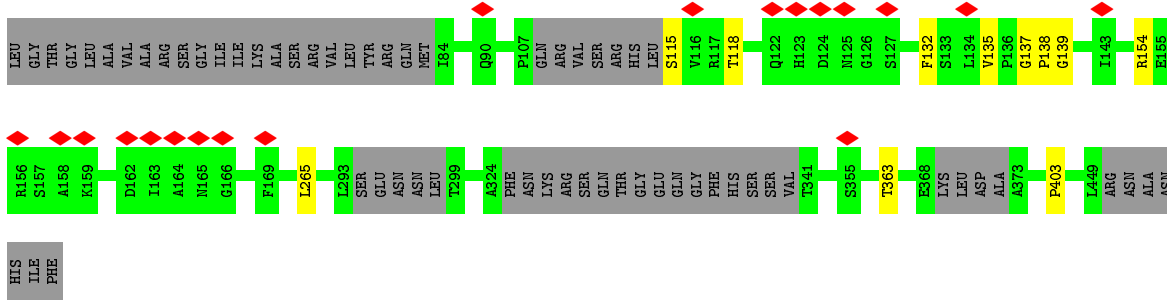 LEU GLY THR GLY LEU ALA VAL ALA ARG SER GLY ILE ILE LYS ALA SER ARG VAL LEU TYR ARG GLN MET I84 Q90 P107 GLN ARG VAL SER ARG HIS LEU S115 V116 R117 T118 Q122 H123 D124 N125 G126 S127 F132 S133 L134 V135 P136 G137 P138 G139 I143 R154 E155
R156 S157 A158 K159 D162 I163 A164 N165 G166 F169 L265 L293 SER GLU ASN ASN LEU T299 A324 PHE ASN LYS ARG SER GLN THR GLY GLU GLN GLY PHE HIS SER SER VAL T341 S355 T363 E368 LYS LEU ASP ALA A373 P403 L449 ARG ASN ALA ASN
HIS ILE PHE